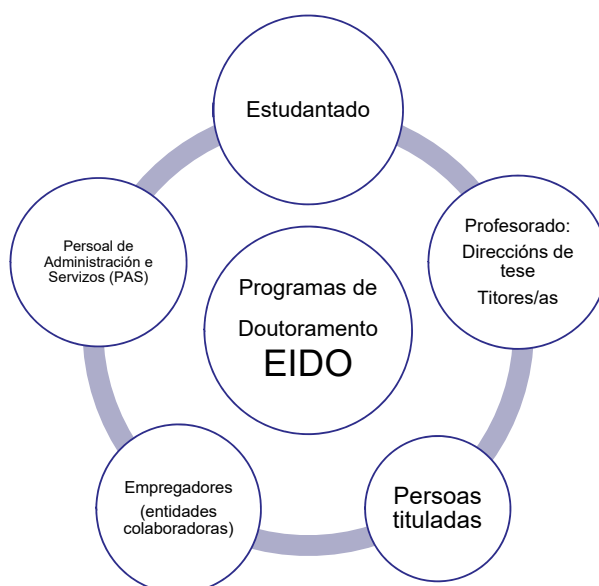 Estudantado
Profesorado:
Direccións de
tese
Titores/as
Persoal de
Administración e
Servizos (PAS)
Programas de
Doutoramento
EIDO
Empregadores
(entidades
colaboradoras)
Persoas
tituladas